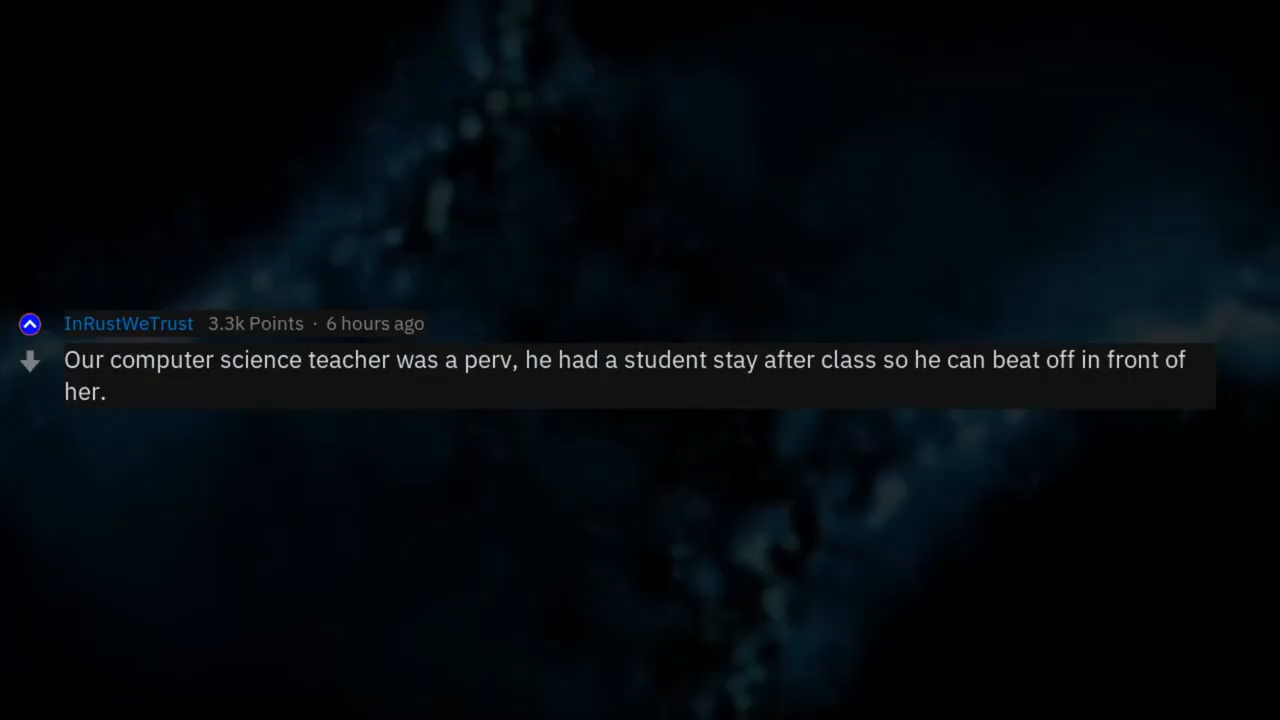 InRustWeTrust 3.3k Points · 6 hours ago
Our computer science teacher was a perv, he had a student stay after class so he can beat off in front of
her.